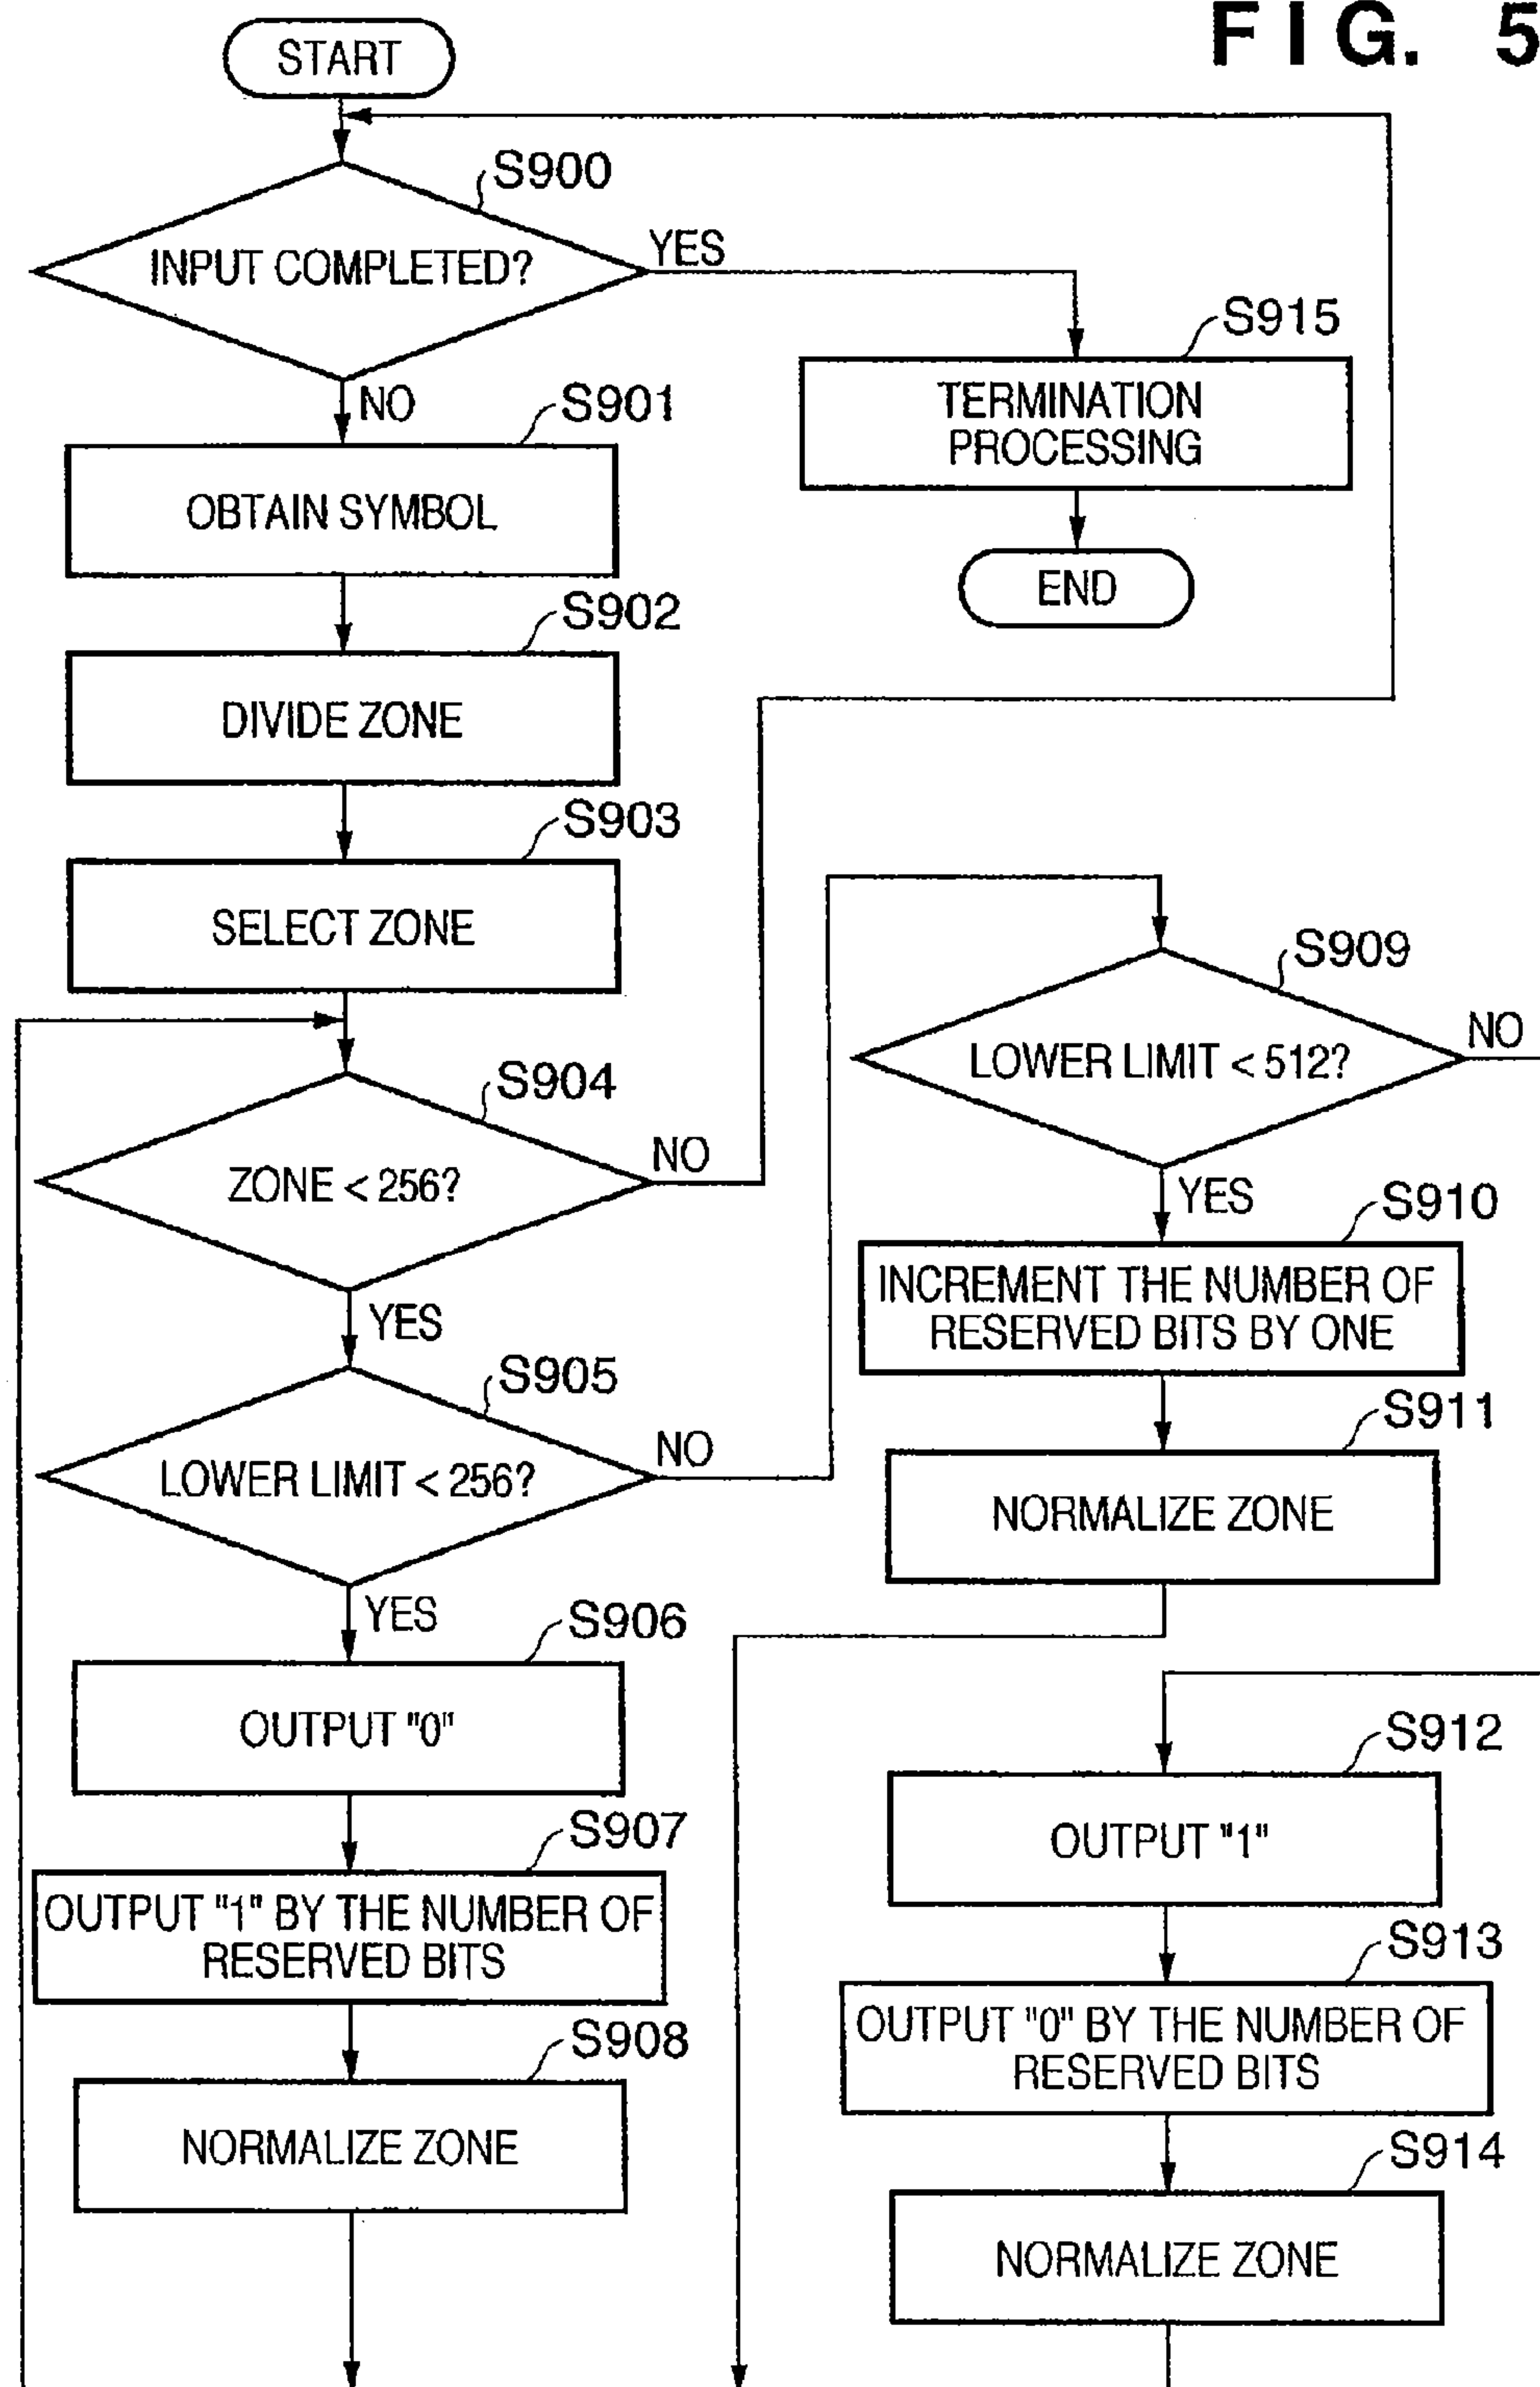 FIG. 5
START
S900
INPUT COMPLETED?
YES
S915
TERMINATION
PROCESSING
END
NO
S901
OBTAIN SYMBOL
S902
DIVIDE ZONE
S903
SELECT ZONE
S904
ZONE < 256?
NO
YES
S905
LOWER LIMIT < 256?
NO
YES
S906
OUTPUT "0"
S907
OUTPUT "1" BY THE NUMBER OF
RESERVED BITS
S908
NORMALIZE ZONE
S909
LOWER LIMIT < 512?
NO
YES
S910
INCREMENT THE NUMBER OF
RESERVED BITS BY ONE
S911
NORMALIZE ZONE
S912
OUTPUT "1"
S913
OUTPUT "0" BY THE NUMBER OF
RESERVED BITS
S914
NORMALIZE ZONE